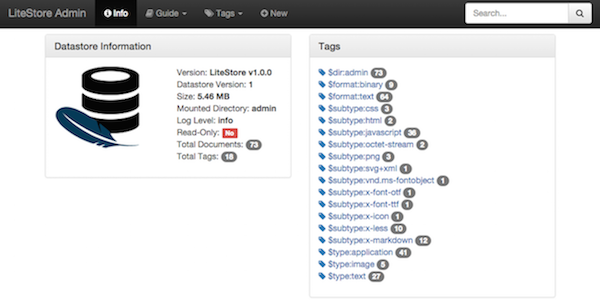 LiteStore Admin Info Guide Tags New Search...
Datastore Information
Version: LiteStore v1.0.0
Datastore Version: 1
Size: 5.46 MB
Mounted Directory: admin
Log Level: info
Read-Only: No
Total Documents: 73
Total Tags: 18
Tags
$dir:admin 73
$format:binary 9
$format:text 64
$subtype:css 3
$subtype:html 2
$subtype:javascript 36
$subtype:octet-stream 2
$subtype:png 3
$subtype:svg+xml 1
$subtype:vnd.ms-fontobject 1
$subtype:x-font-otf 1
$subtype:x-font-ttf 1
$subtype:x-icon 1
$subtype:x-less 10
$subtype:x-markdown 12
$type:application 41
$type:image 5
$type:text 27